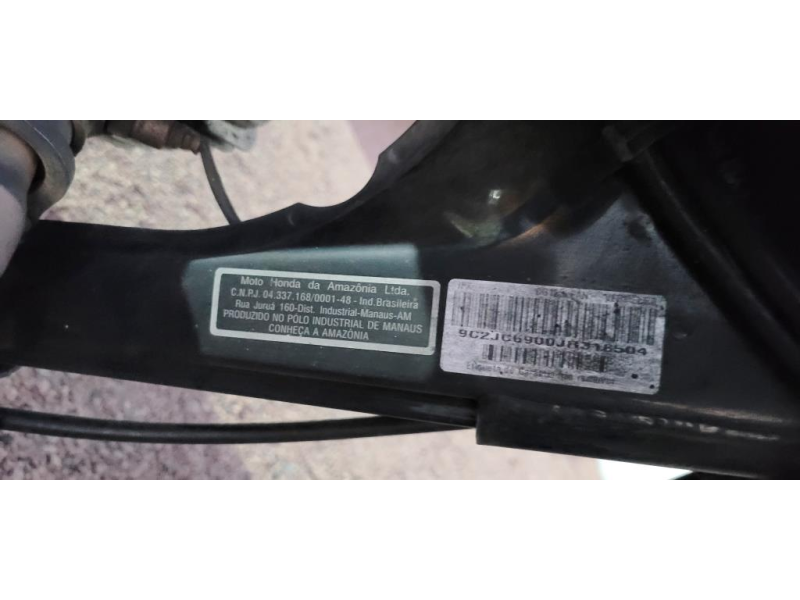 Moto Honda da Amazônia Ltda.
C.N.P.J. 04.337.168/0001-48 - Ind.Brasileira
Rua Juruá 160-Dist. Industrial-Manaus-AM
PRODUZIDO NO PÓLO INDUSTRIAL DE MANAUS
CONHEÇA A AMAZÔNIA
9C2JC6900JR316504